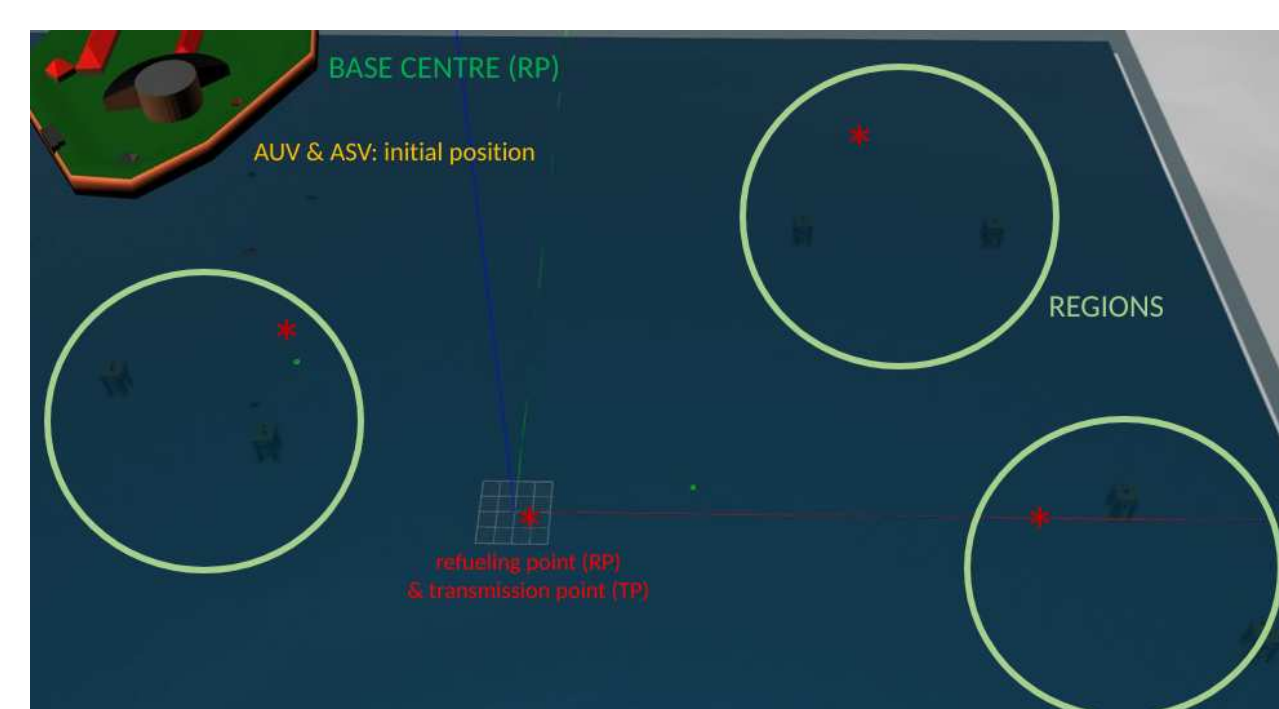 BASE CENTRE (RP)
AUV & ASV: initial position
REGIONS
refueling point (RP)
& transmission point (TP)